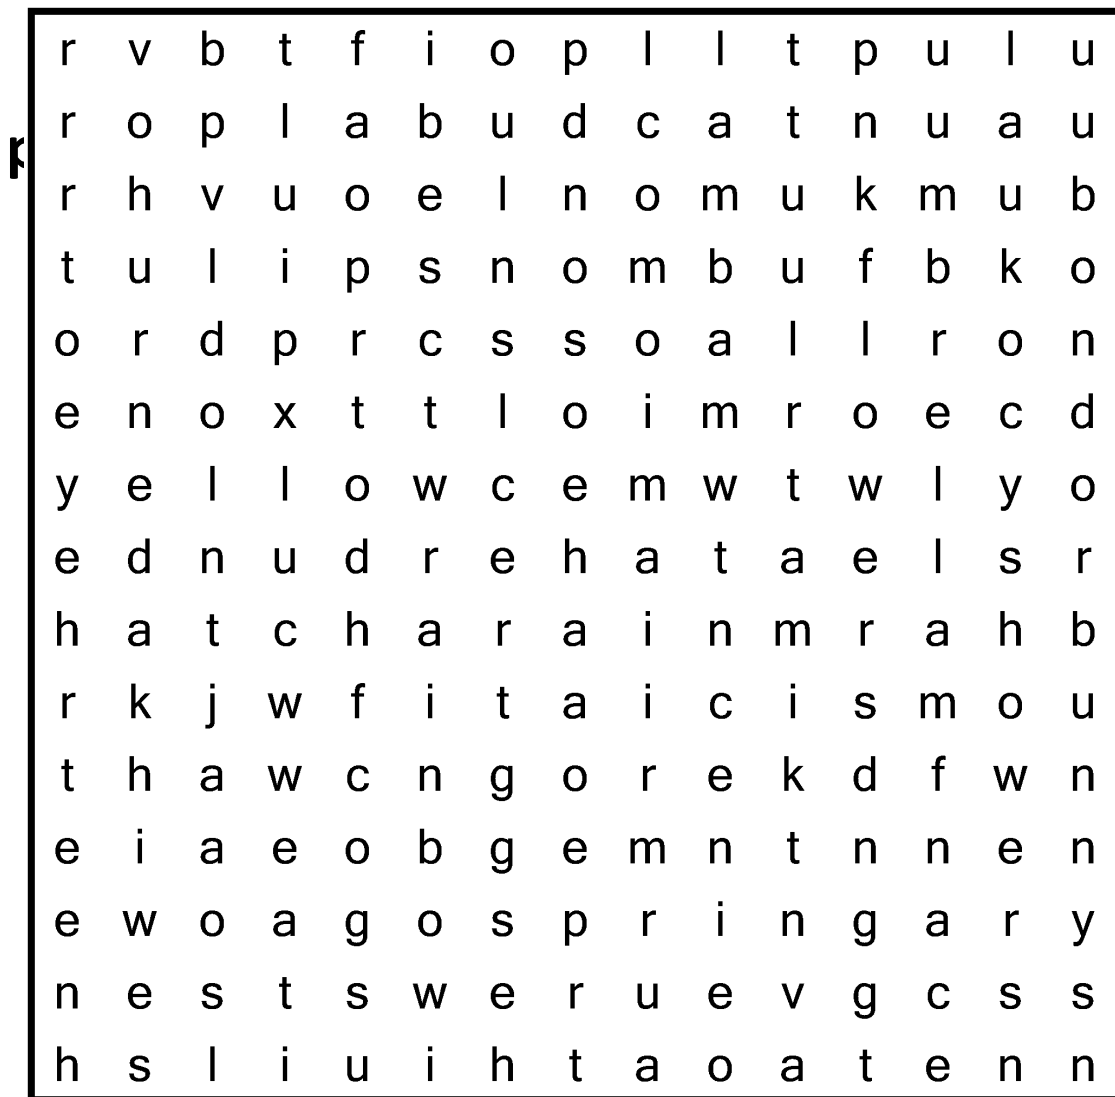 r v b t f i o p l l t p u l u
r o p l a b u d c a t n u a u
r h v u o e l n o m u k m u b
t u l i p s n o m b u f b k o
o r d p r c s s o a l l r o n
e n o x t t l o i m r o e c d
y e l l o w c e m w t w l y o
e d n u d r e h a t a e l s r
h a t c h a r a i n m r a h b
r k j w f i t a i c i s m o u
t h a w c n g o r e k d f w n
e i a e o b g e m n t n n e n
e w o a g o s p r i n g a r y
n e s t s w e r u e v g c s s
h s l i u i h t a o a t e n n